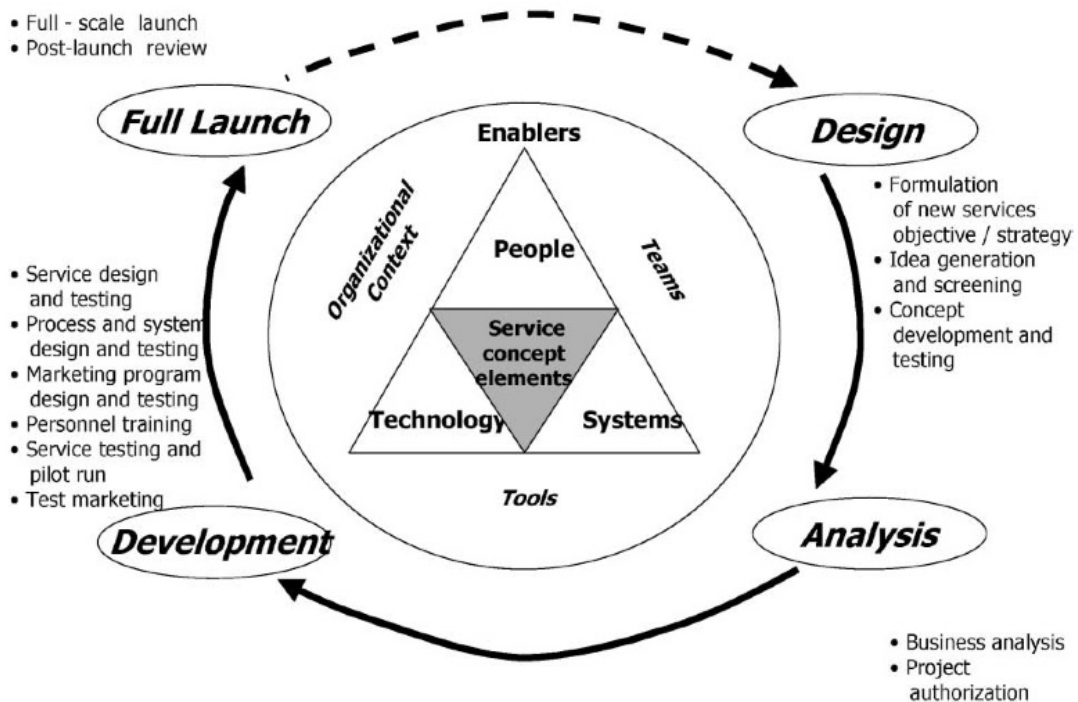 • Full - scale launch
• Post-launch review
Full Launch
Design
Enablers
Organizational
Context
Teams
People
Service
concept
elements
Technology
Systems
Tools
• Formulation
of new services
objective / strategy
• Idea generation
and screening
• Concept
development and
testing
• Service design
and testing
• Process and system
design and testing
• Marketing program
design and testing
• Personnel training
• Service testing and
pilot run
• Test marketing
Development
Analysis
• Business analysis
• Project
authorization